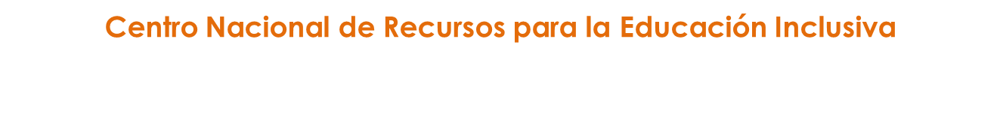 Centro Nacional de Recursos para la Educación Inclusiva